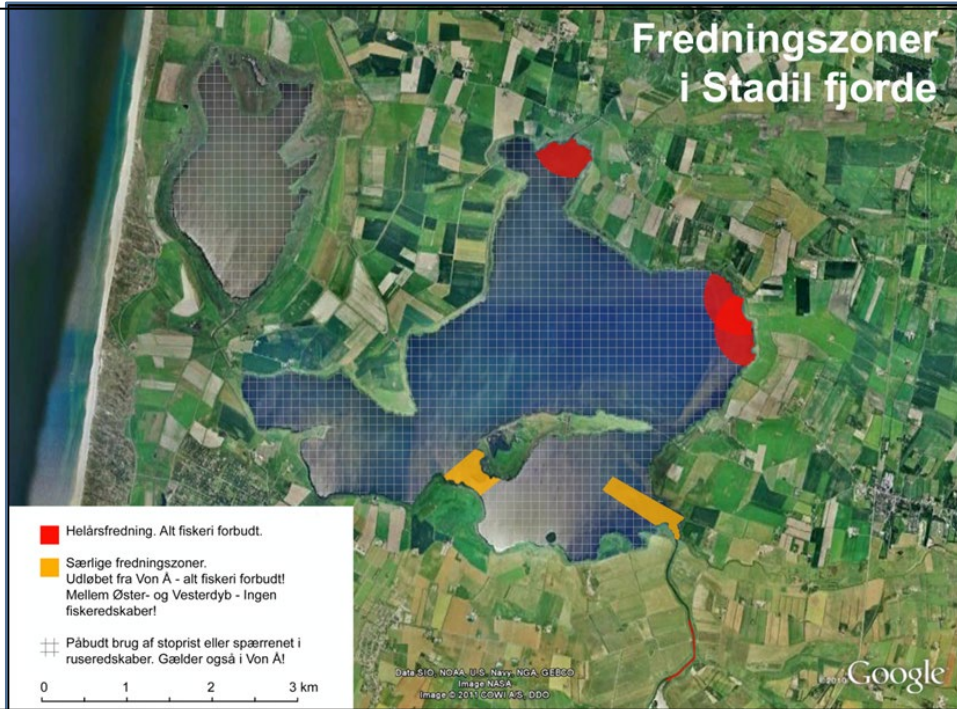 Fredningszoner
i Stadil fjorde
Helårsfredning. Alt fiskeri forbudt.
Særlige fredningszoner.
Udløbet fra Von Å - alt fiskeri forbudt!
Mellem Øster- og Vesterdyb - Ingen
fiskeredskaber!
Påbudt brug af stoprist eller spærrenet i
ruseredskaber. Gælder også i Von Å!
0 1 2 3 km
Data SIO, NOAA, U.S. Navy, NGA, GEBCO
Image NASA
Image © 2011 COWI A/S, DDO
© 2010 Google